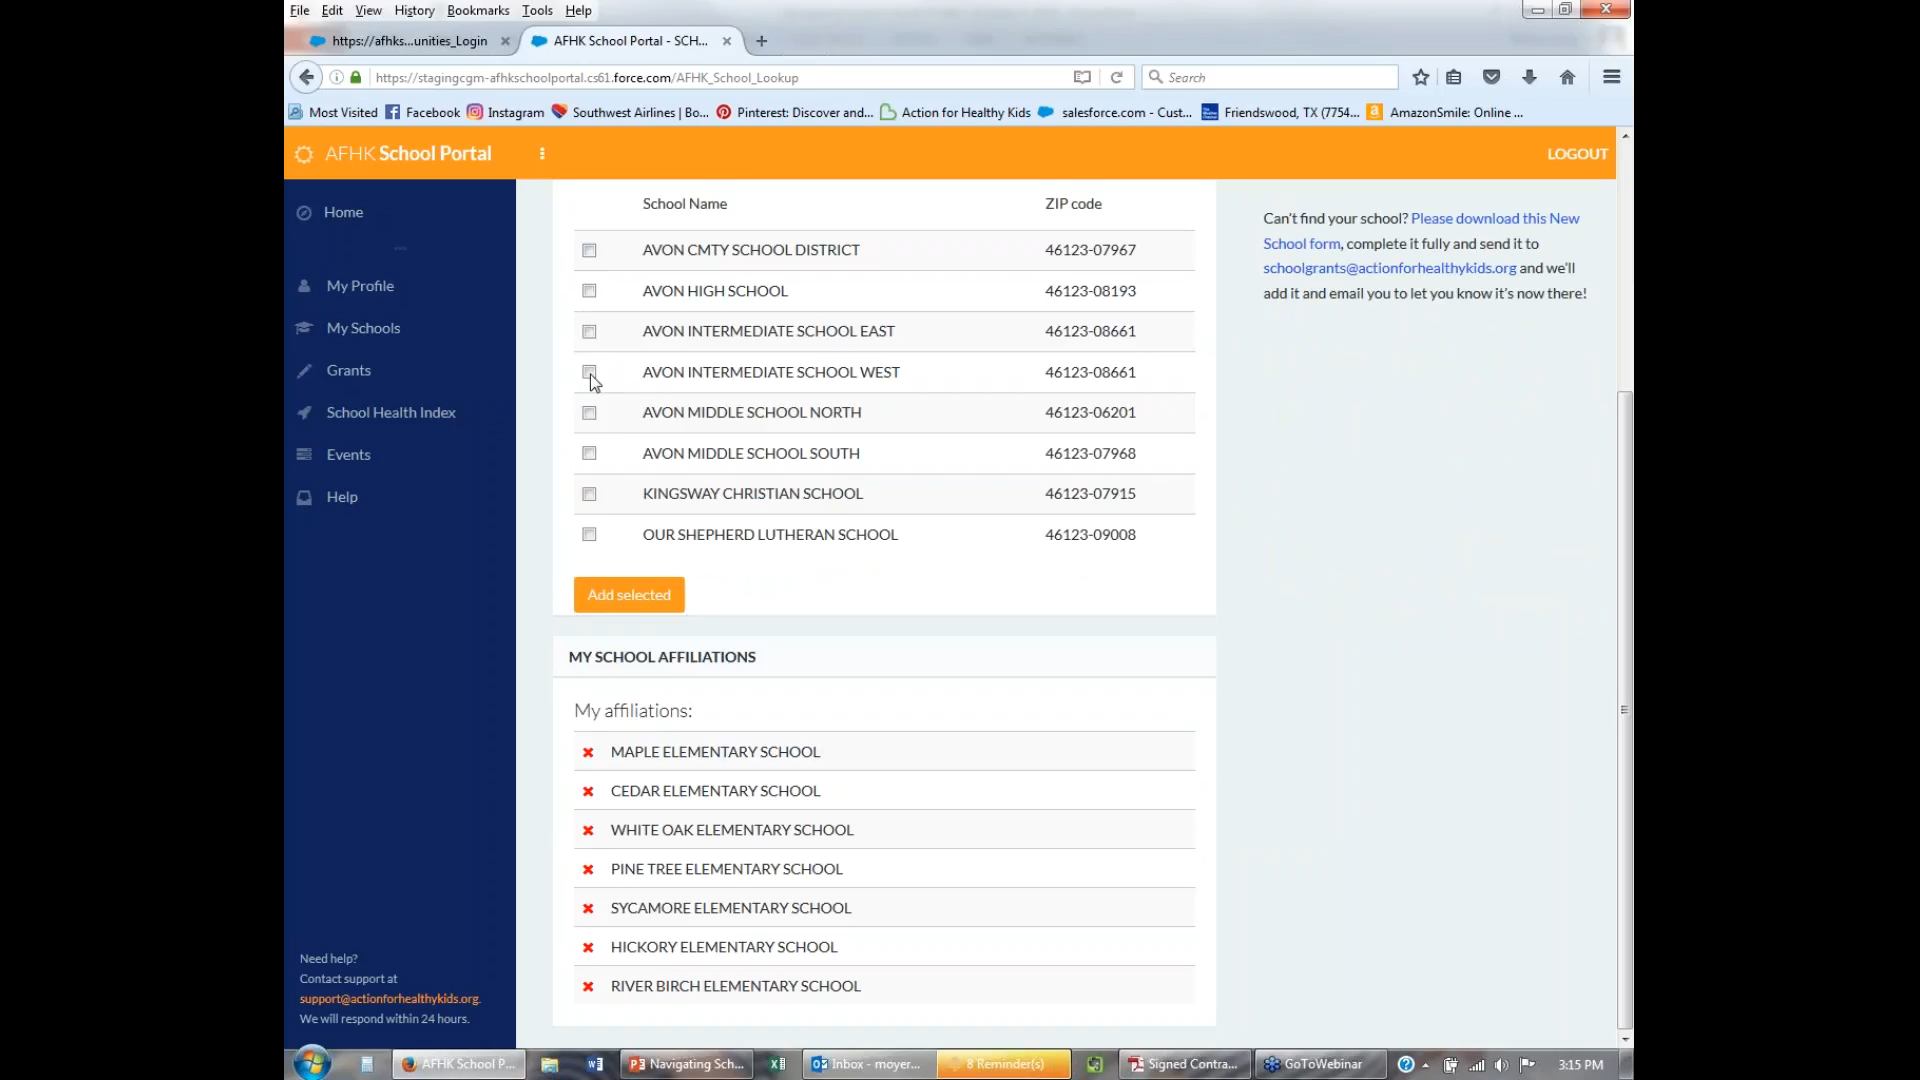 File Edit View History Bookmarks Tools Help
https://afhks...unities_Login
AFHK School Portal - SCH...
https://stagingcgm-afhkschoolportal.cs61.force.com/AFHK_School_Lookup
Search
Most Visited Facebook Instagram Southwest Airlines | Bo... Pinterest: Discover and... Action for Healthy Kids salesforce.com - Cust... Friendswood, TX (7754... AmazonSmile: Online ...
AFHK School Portal
LOGOUT
Home
My Profile
My Schools
Grants
School Health Index
Events
Help
Need help?
Contact support at
support@actionforhealthykids.org.
We will respond within 24 hours.
School Name ZIP code
AVON CMTY SCHOOL DISTRICT 46123-07967
AVON HIGH SCHOOL 46123-08193
AVON INTERMEDIATE SCHOOL EAST 46123-08661
AVON INTERMEDIATE SCHOOL WEST 46123-08661
AVON MIDDLE SCHOOL NORTH 46123-06201
AVON MIDDLE SCHOOL SOUTH 46123-07968
KINGSWAY CHRISTIAN SCHOOL 46123-07915
OUR SHEPHERD LUTHERAN SCHOOL 46123-09008
Add selected
MY SCHOOL AFFILIATIONS
My affiliations:
MAPLE ELEMENTARY SCHOOL
CEDAR ELEMENTARY SCHOOL
WHITE OAK ELEMENTARY SCHOOL
PINE TREE ELEMENTARY SCHOOL
SYCAMORE ELEMENTARY SCHOOL
HICKORY ELEMENTARY SCHOOL
RIVER BIRCH ELEMENTARY SCHOOL
Can't find your school? Please download this New
School form, complete it fully and send it to
schoolgrants@actionforhealthykids.org and we'll
add it and email you to let you know it's now there!
AFHK School P... Navigating Sch... Inbox - moyer... 8 Reminder(s) Signed Contra... GoToWebinar 3:15 PM